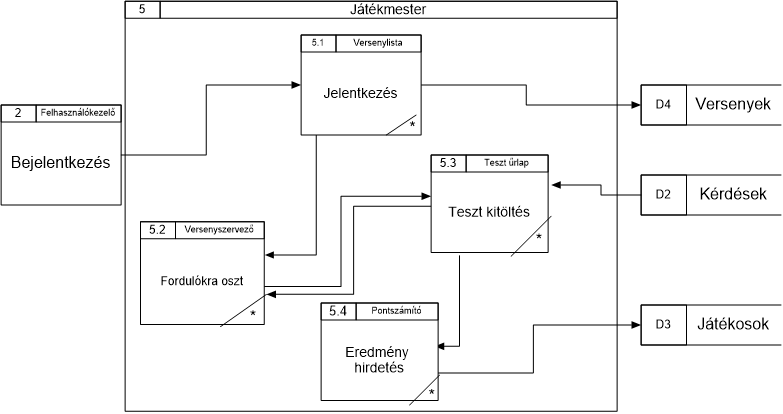 5 Játékmester
5.1 Versenylista
Jelentkezés
*
2 Felhasználókezelő
Bejelentkezés
D4 Versenyek
5.3 Teszt űrlap
Teszt kitöltés
*
D2 Kérdések
5.2 Versenyszervező
Fordulókra oszt
*
5.4 Pontszámító
Eredmény
hirdetés
*
D3 Játékosok